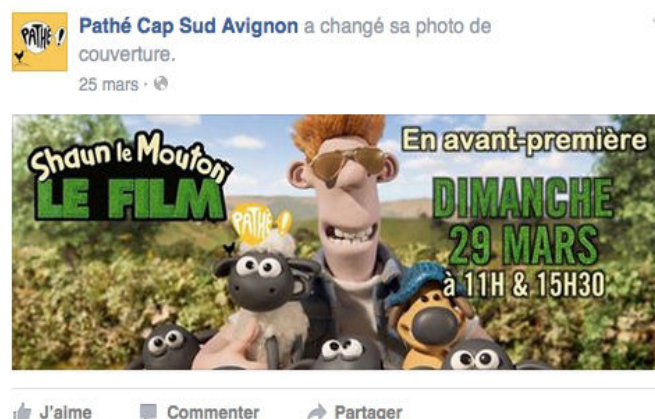 PATHÉ !
Pathé Cap Sud Avignon a changé sa photo de
couverture.
25 mars ·
Shaun le Mouton
LE FILM
PATHÉ !
En avant-première
DIMANCHE
29 MARS
à 11H & 15H30
J'aime Commenter Partager